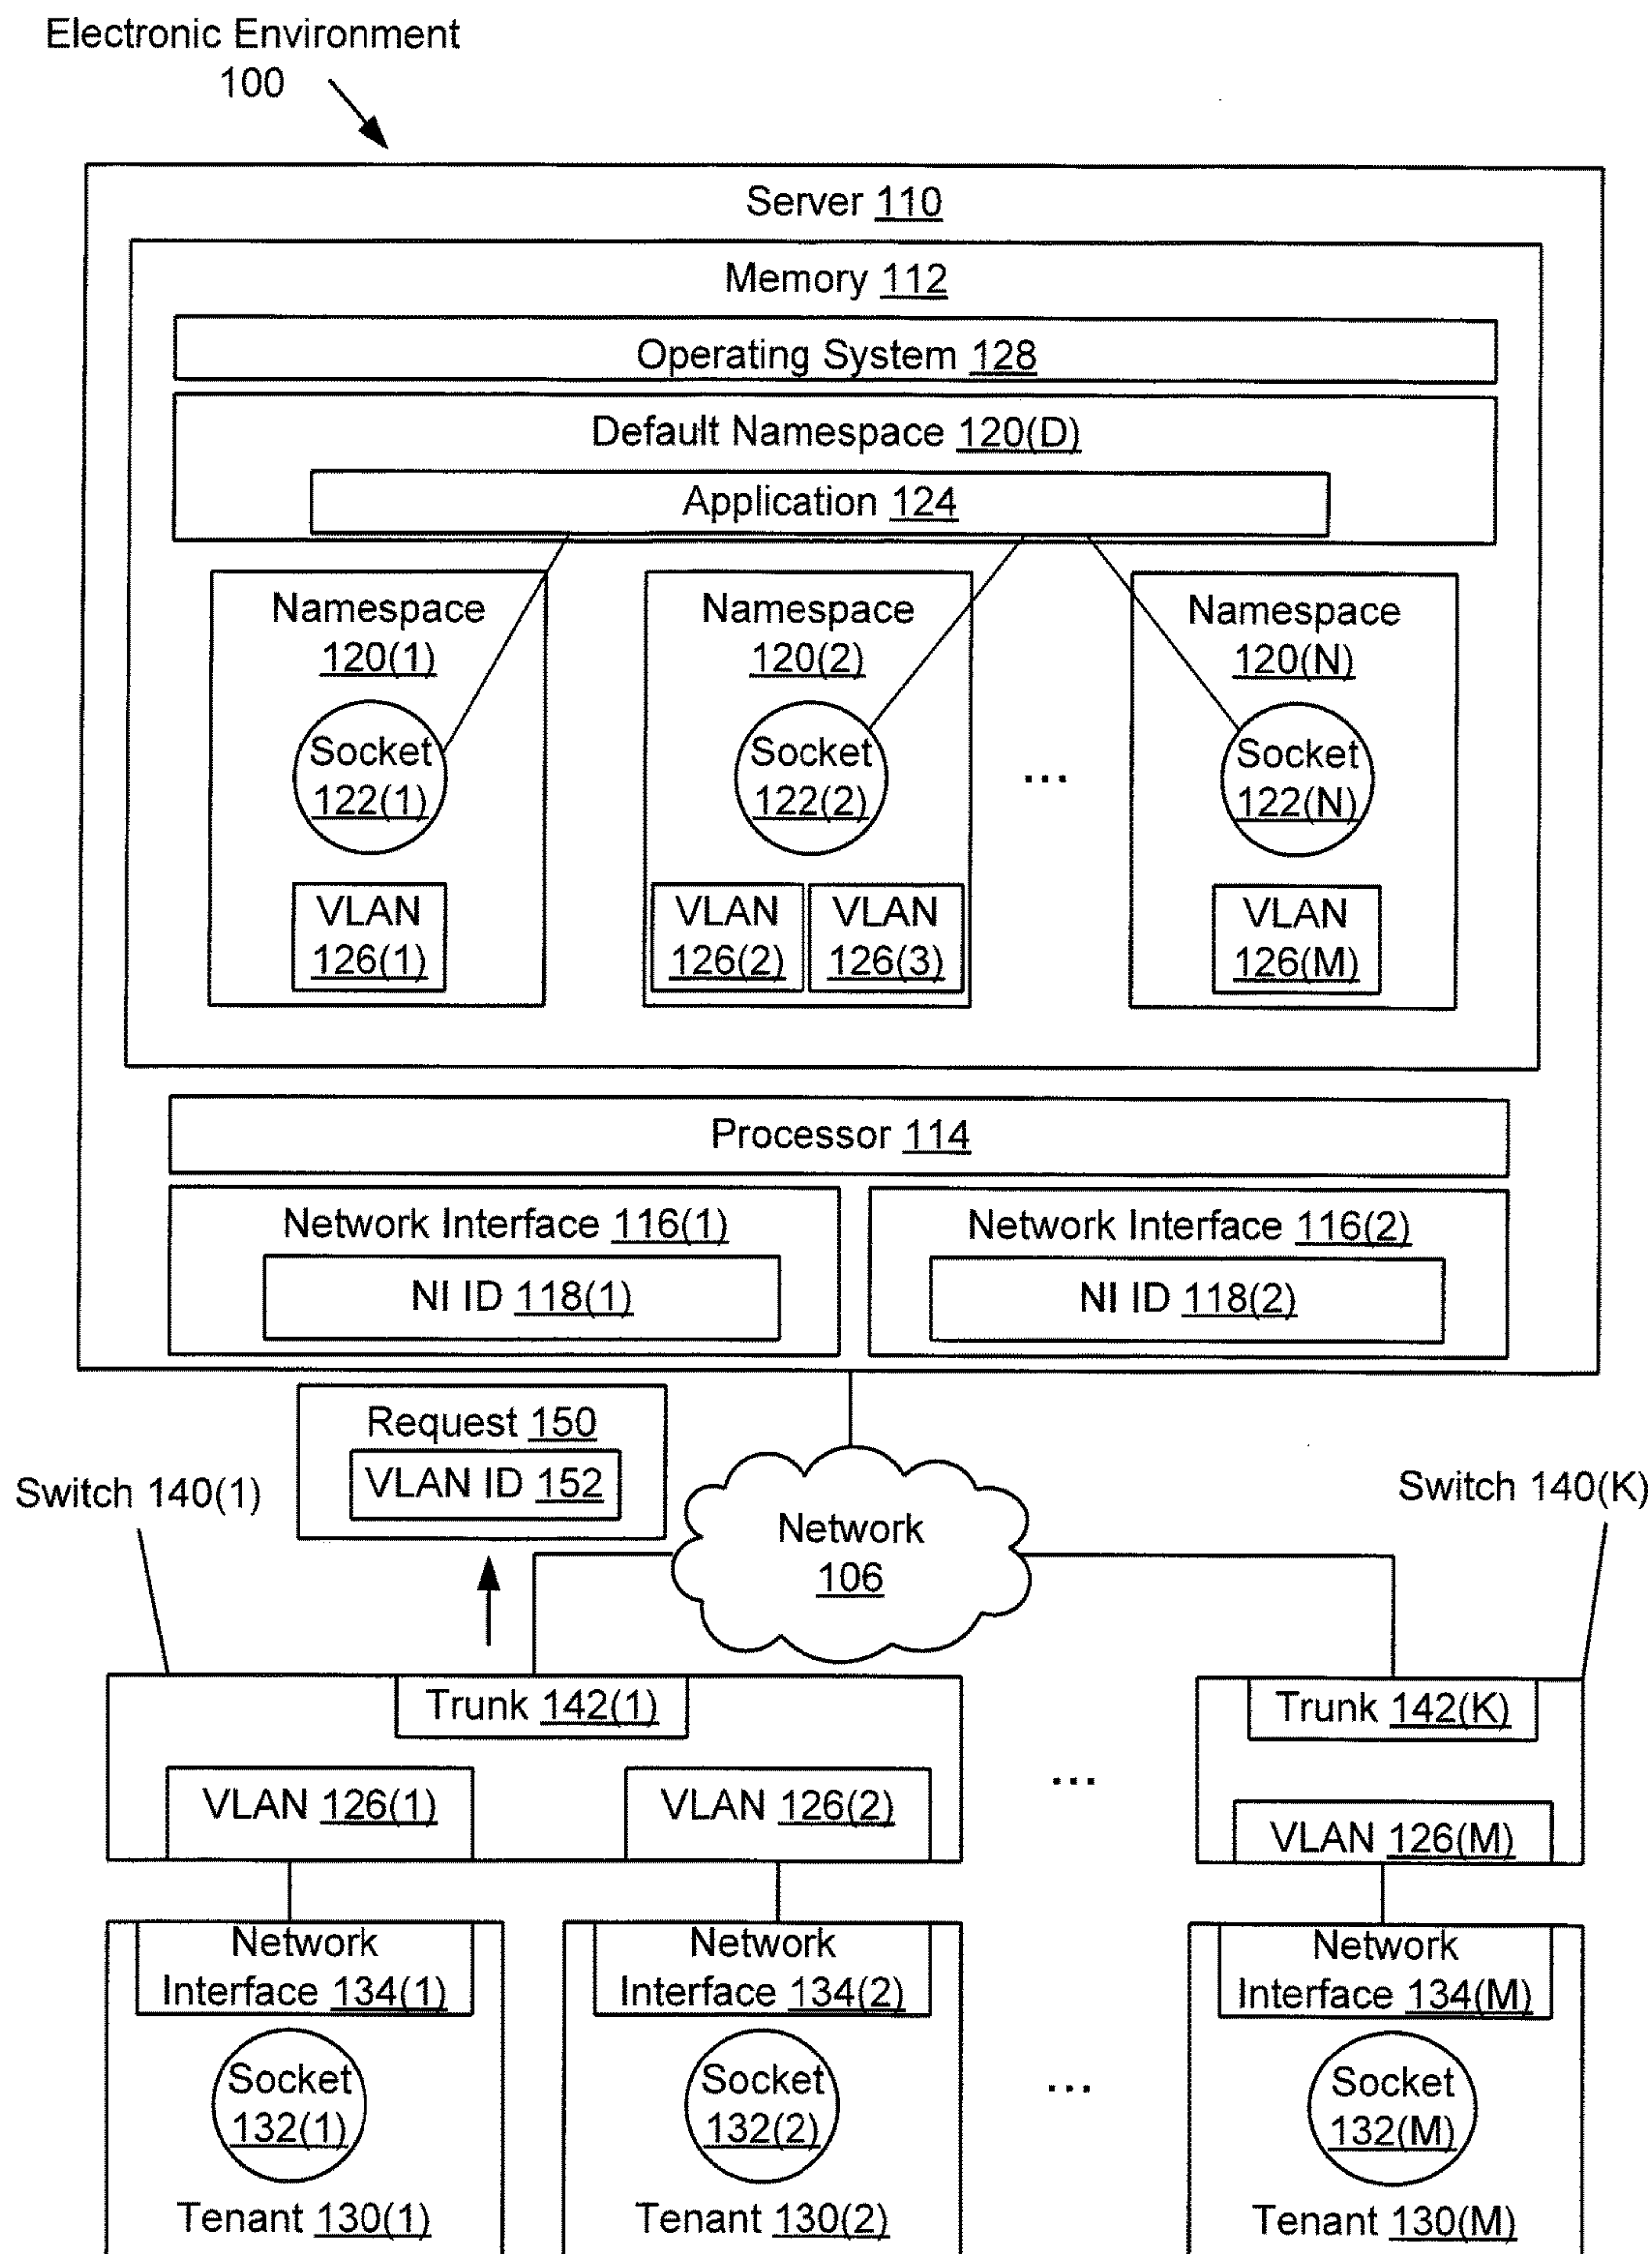 Electronic Environment
100
Server 110
Memory 112
Operating System 128
Default Namespace 120(D)
Application 124
Namespace
120(1)
Socket
122(1)
VLAN
126(1)
Namespace
120(2)
Socket
122(2)
VLAN
126(2)
VLAN
126(3)
...
Namespace
120(N)
Socket
122(N)
VLAN
126(M)
Processor 114
Network Interface 116(1)
NI ID 118(1)
Network Interface 116(2)
NI ID 118(2)
Request 150
VLAN ID 152
Switch 140(1)
Network
106
Switch 140(K)
Trunk 142(1)
VLAN 126(1)
VLAN 126(2)
...
Trunk 142(K)
VLAN 126(M)
Network
Interface 134(1)
Socket
132(1)
Tenant 130(1)
Network
Interface 134(2)
Socket
132(2)
Tenant 130(2)
...
Network
Interface 134(M)
Socket
132(M)
Tenant 130(M)